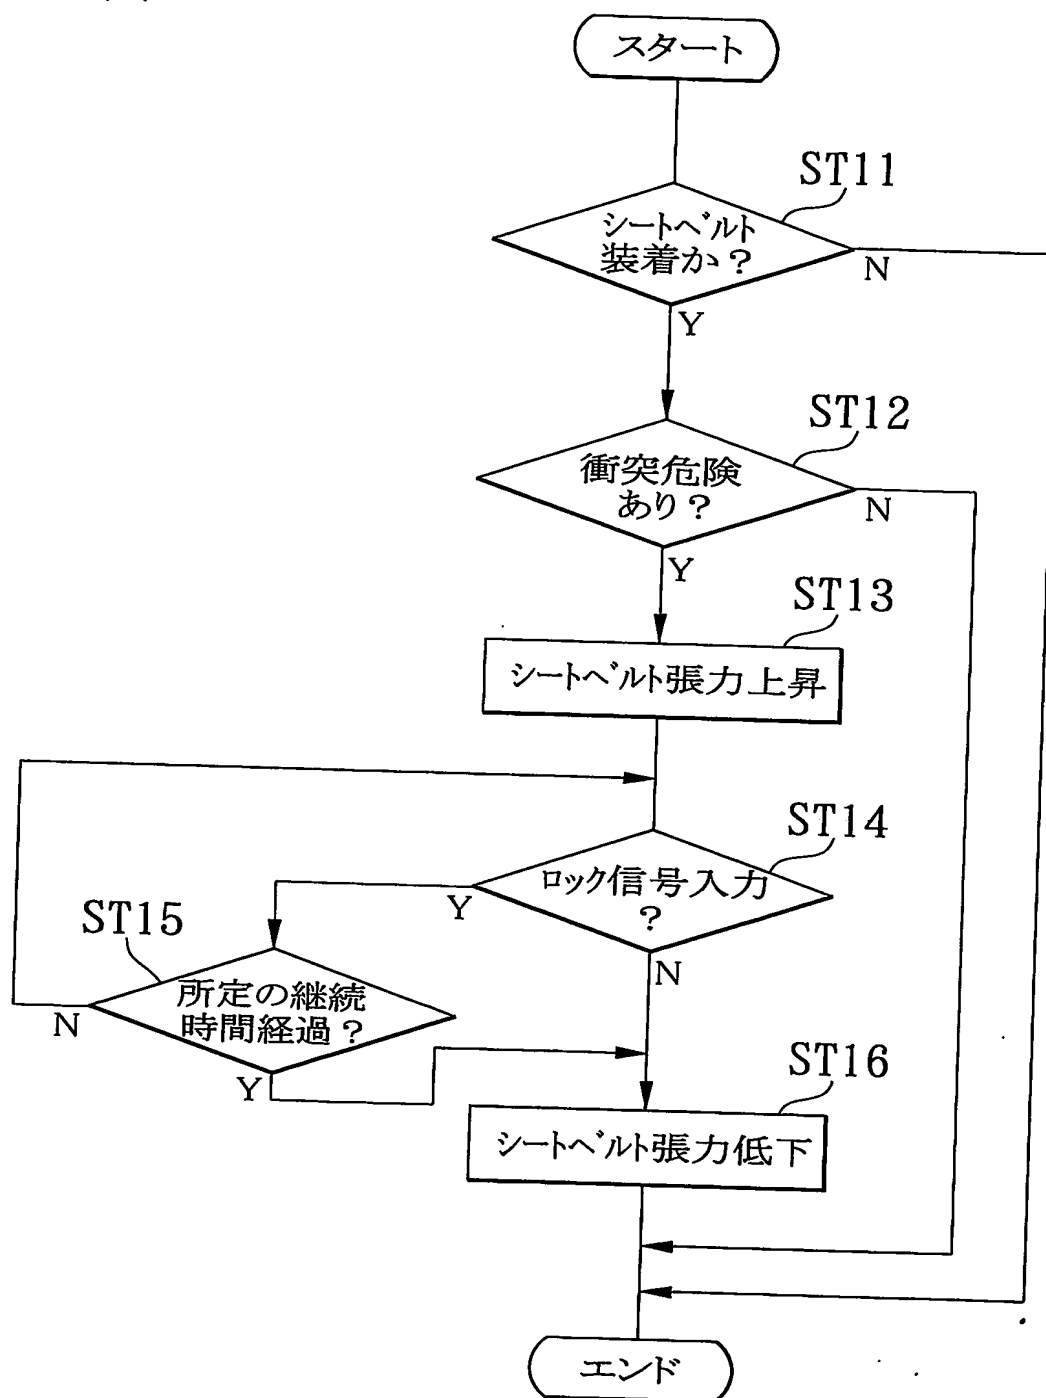 スタート
ST11
シートベルト
装着か?
N
Y
ST12
衝突危険
あり?
N
Y
ST13
シートベルト張力上昇
ST14
ロック信号入力
?
Y
N
ST15
所定の継続
時間経過?
N
Y
ST16
シートベルト張力低下
エンド